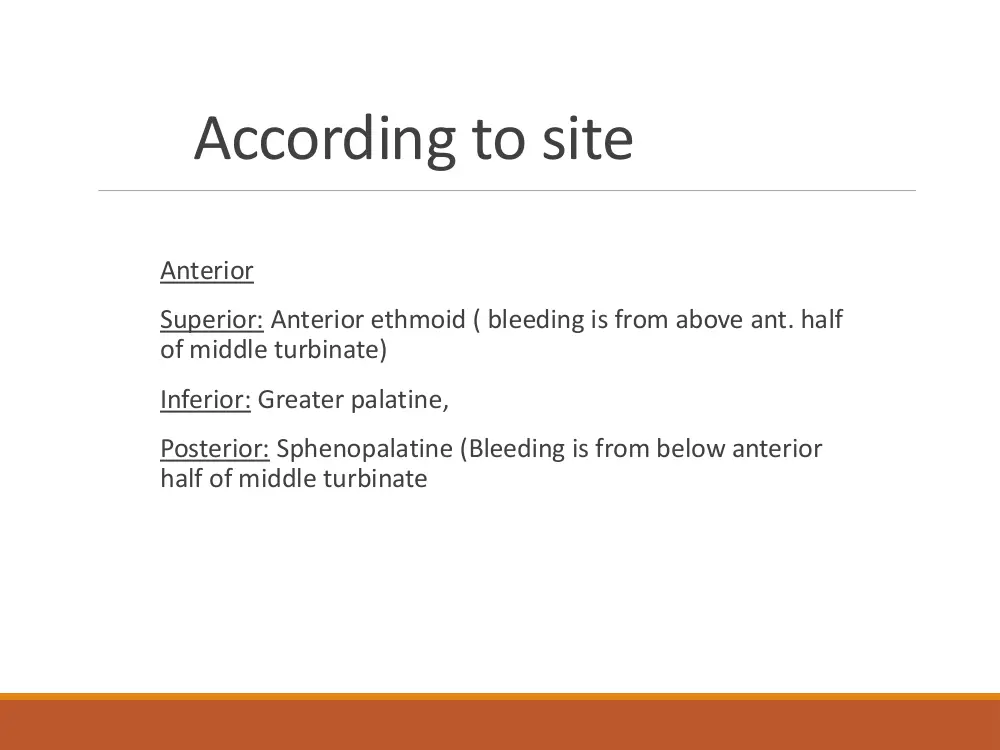 According to site
Anterior
Superior: Anterior ethmoid ( bleeding is from above ant. half
of middle turbinate)
Inferior: Greater palatine,
Posterior: Sphenopalatine (Bleeding is from below anterior
half of middle turbinate